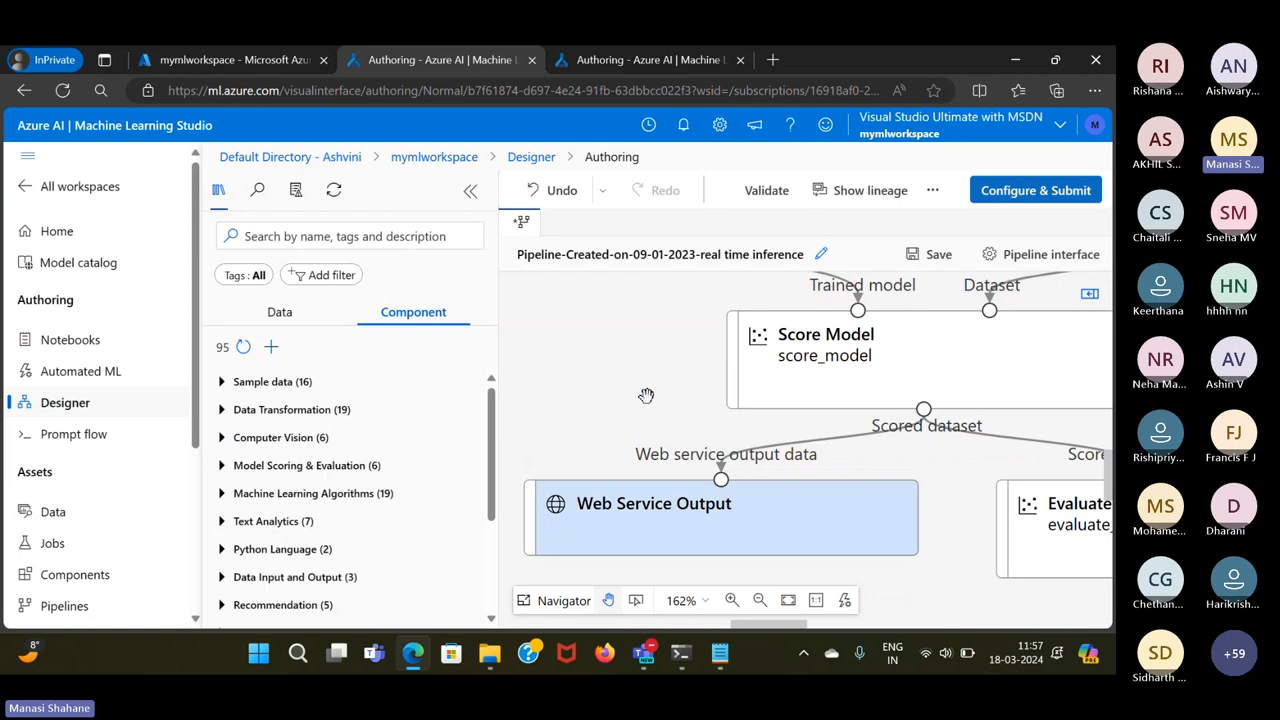 InPrivate
mymlworkspace - Microsoft Azu
Authoring - Azure AI | Machine L
Authoring - Azure AI | Machine L
https://ml.azure.com/visualinterface/authoring/Normal/b7f61874-d697-4e24-91fb-63dbbcc022f3?wsid=/subscriptions/16918af0-2...
Azure AI | Machine Learning Studio
Visual Studio Ultimate with MSDN
mymlworkspace
M
All workspaces
Home
Model catalog
Authoring
Notebooks
Automated ML
Designer
Prompt flow
Assets
Data
Jobs
Components
Pipelines
Default Directory - Ashvini
mymlworkspace
Designer
Authoring
Search by name, tags and description
Tags : All
Add filter
Data
Component
95
Sample data (16)
Data Transformation (19)
Computer Vision (6)
Model Scoring & Evaluation (6)
Machine Learning Algorithms (19)
Text Analytics (7)
Python Language (2)
Data Input and Output (3)
Recommendation (5)
Undo
Redo
Validate
Show lineage
Configure & Submit
Pipeline-Created-on-09-01-2023-real time inference
Save
Pipeline interface
Trained model
Dataset
Score Model
score_model
Scored dataset
Web service output data
Score
Web Service Output
Evaluate
evaluate_
Navigator
162%
1:1
8°
ENG
IN
11:57
18-03-2024
RI
Rishana ...
AN
Aishwary...
AS
AKHIL S...
MS
Manasi S...
CS
Chaitali ...
SM
Sneha MV
Keerthana
HN
hhhh nn
NR
Neha Ma...
AV
Ashin V
Rishipriy...
FJ
Francis F J
MS
Mohame...
D
Dharani
CG
Chethan...
Harikrish...
SD
Sidharth ...
+59
Manasi Shahane